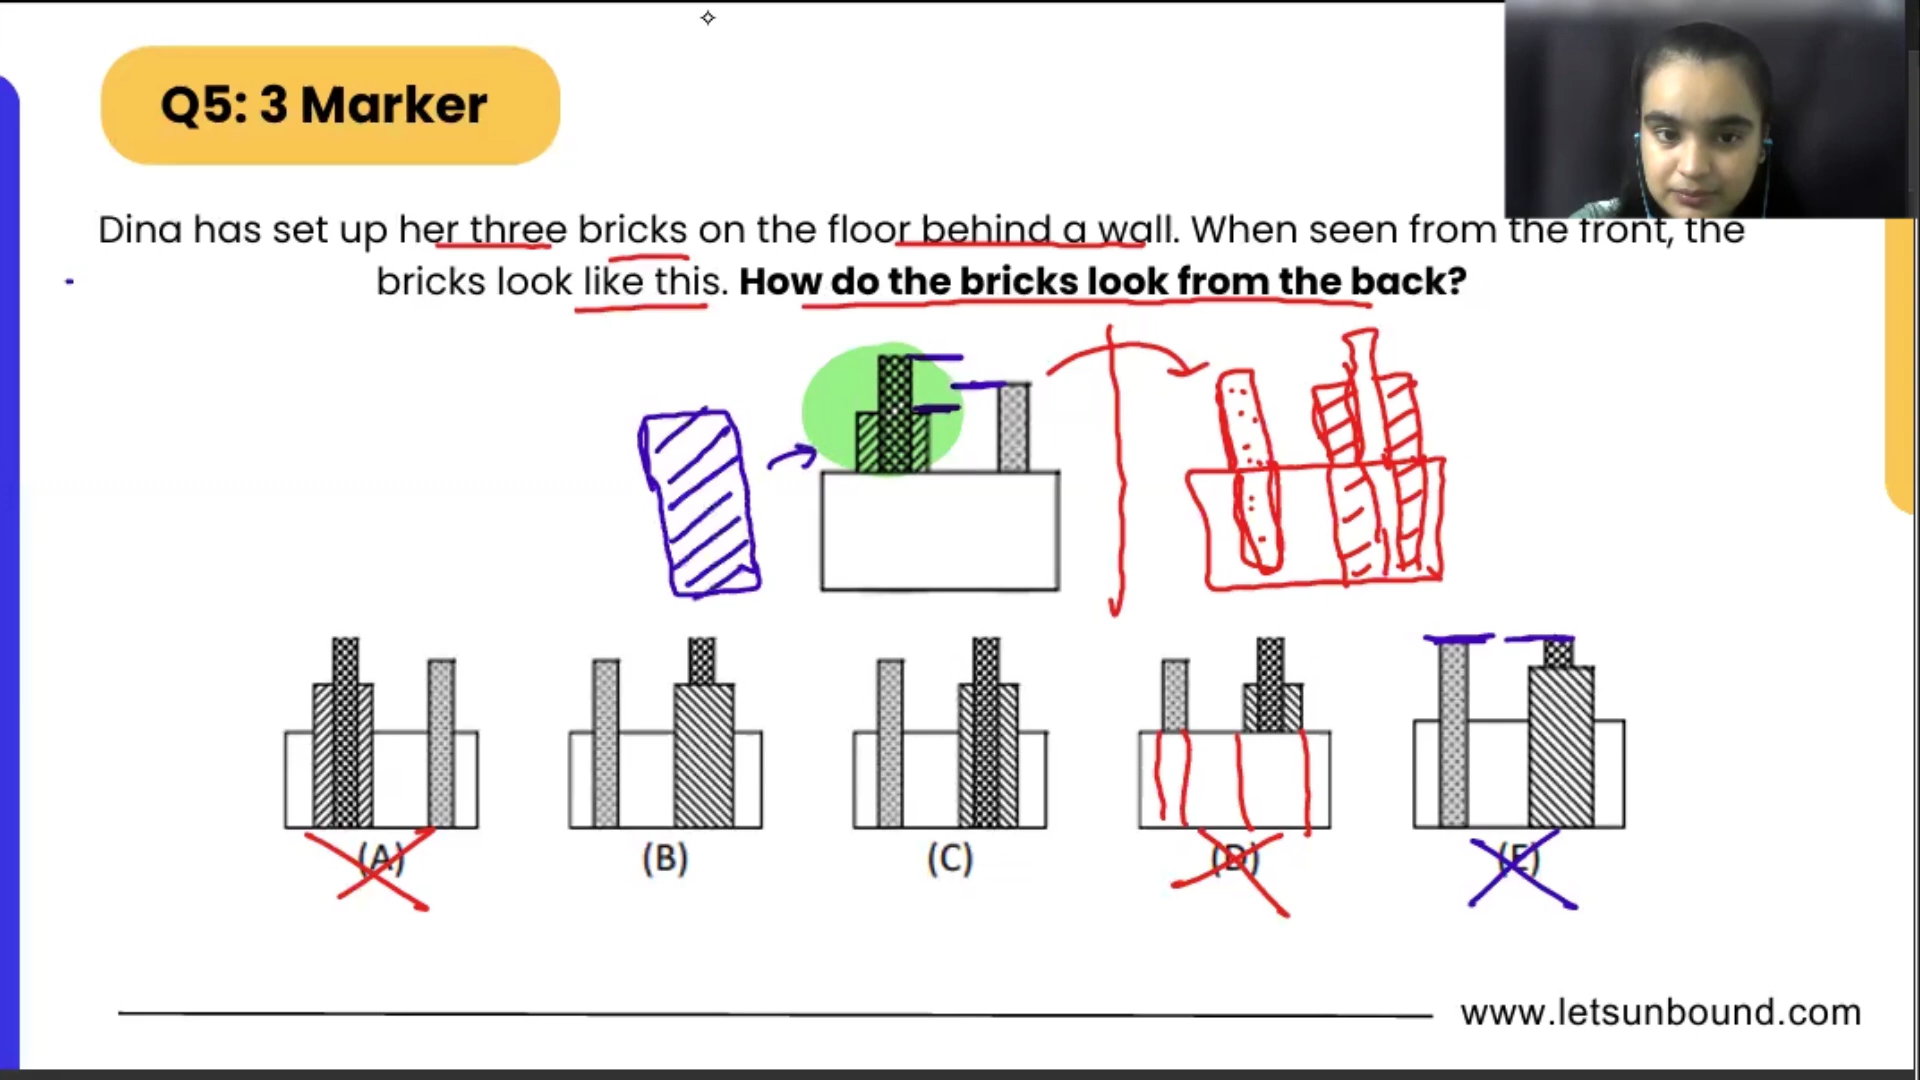 Q5: 3 Marker
Dina has set up her three bricks on the floor behind a wall. When seen from the front, the
bricks look like this. How do the bricks look from the back?
(A) (B) (C) (D) (E)
www.letsunbound.com